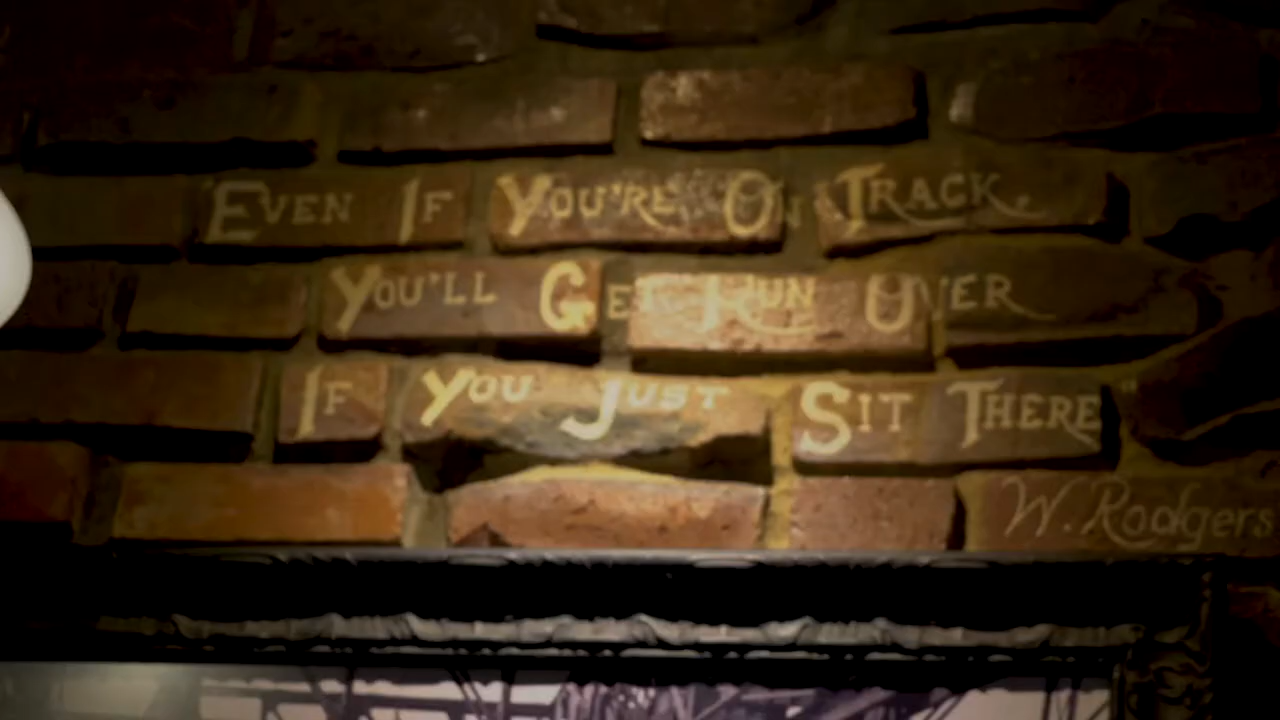 "EVEN IF YOU'RE ON TRACK,
YOU'LL GET RUN OVER
IF YOU JUST SIT THERE"
W. Rodgers